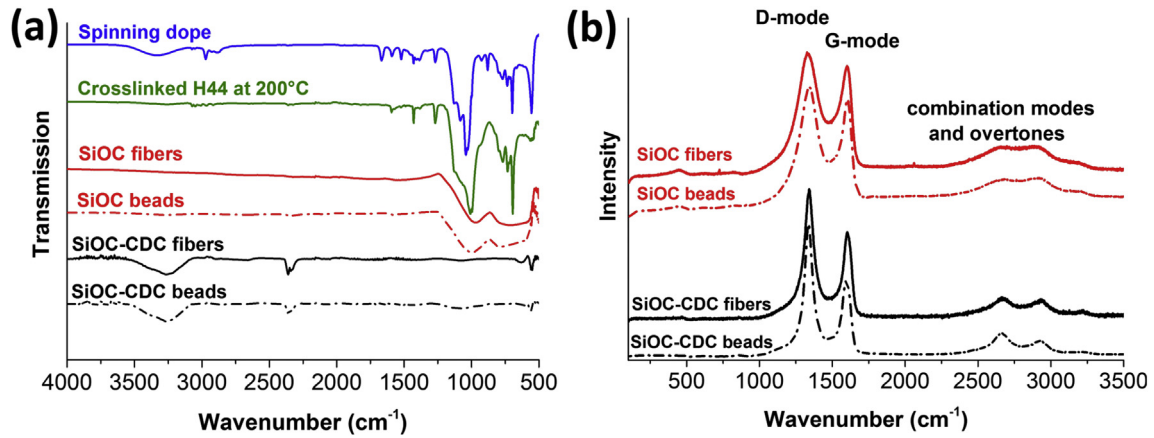 (a)
Spinning dope
Crosslinked H44 at 200°C
SiOC fibers
SiOC beads
SiOC-CDC fibers
SiOC-CDC beads
Transmission
4000 3500 3000 2500 2000 1500 1000 500
Wavenumber (cm⁻¹)
(b)
D-mode
G-mode
combination modes
and overtones
SiOC fibers
SiOC beads
SiOC-CDC fibers
SiOC-CDC beads
Intensity
500 1000 1500 2000 2500 3000 3500
Wavenumber (cm⁻¹)